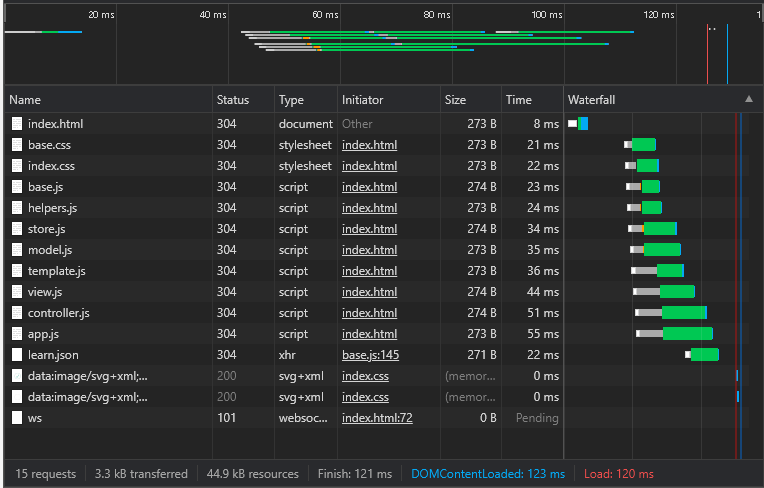 20 ms 40 ms 60 ms 80 ms 100 ms 120 ms
Name Status Type Initiator Size Time Waterfall
index.html 304 document Other 273 B 8 ms
base.css 304 stylesheet index.html 273 B 21 ms
index.css 304 stylesheet index.html 273 B 22 ms
base.js 304 script index.html 274 B 23 ms
helpers.js 304 script index.html 273 B 24 ms
store.js 304 script index.html 274 B 34 ms
model.js 304 script index.html 273 B 35 ms
template.js 304 script index.html 273 B 36 ms
view.js 304 script index.html 274 B 44 ms
controller.js 304 script index.html 274 B 51 ms
app.js 304 script index.html 273 B 55 ms
learn.json 304 xhr base.js:145 271 B 22 ms
data:image/svg+xml;... 200 svg+xml index.css (memor... 0 ms
data:image/svg+xml;... 200 svg+xml index.css (memor... 0 ms
ws 101 websoc... index.html:72 0 B Pending
15 requests 3.3 kB transferred 44.9 kB resources Finish: 121 ms DOMContentLoaded: 123 ms Load: 120 ms